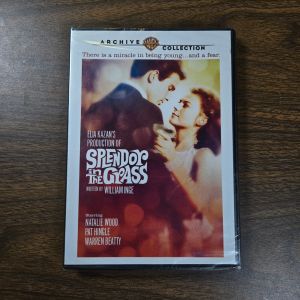 ARCHIVE WB COLLECTION
There is a miracle in being young...and a fear.
ELIA KAZAN'S
PRODUCTION OF
SPLENDOR
IN THE GRASS
WRITTEN BY WILLIAM INGE
Starring
NATALIE WOOD
PAT HINGLE
WARREN BEATTY